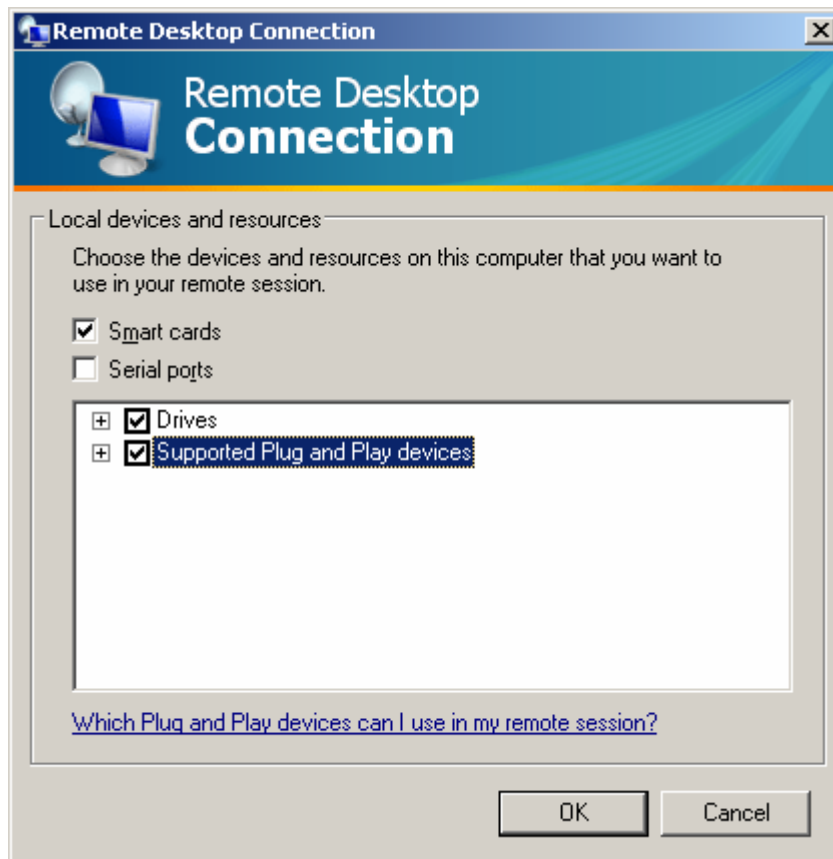 Remote Desktop Connection
Remote Desktop
Connection
Local devices and resources
Choose the devices and resources on this computer that you want to
use in your remote session.
Smart cards
Serial ports
Drives
Supported Plug and Play devices
Which Plug and Play devices can I use in my remote session?
OK Cancel